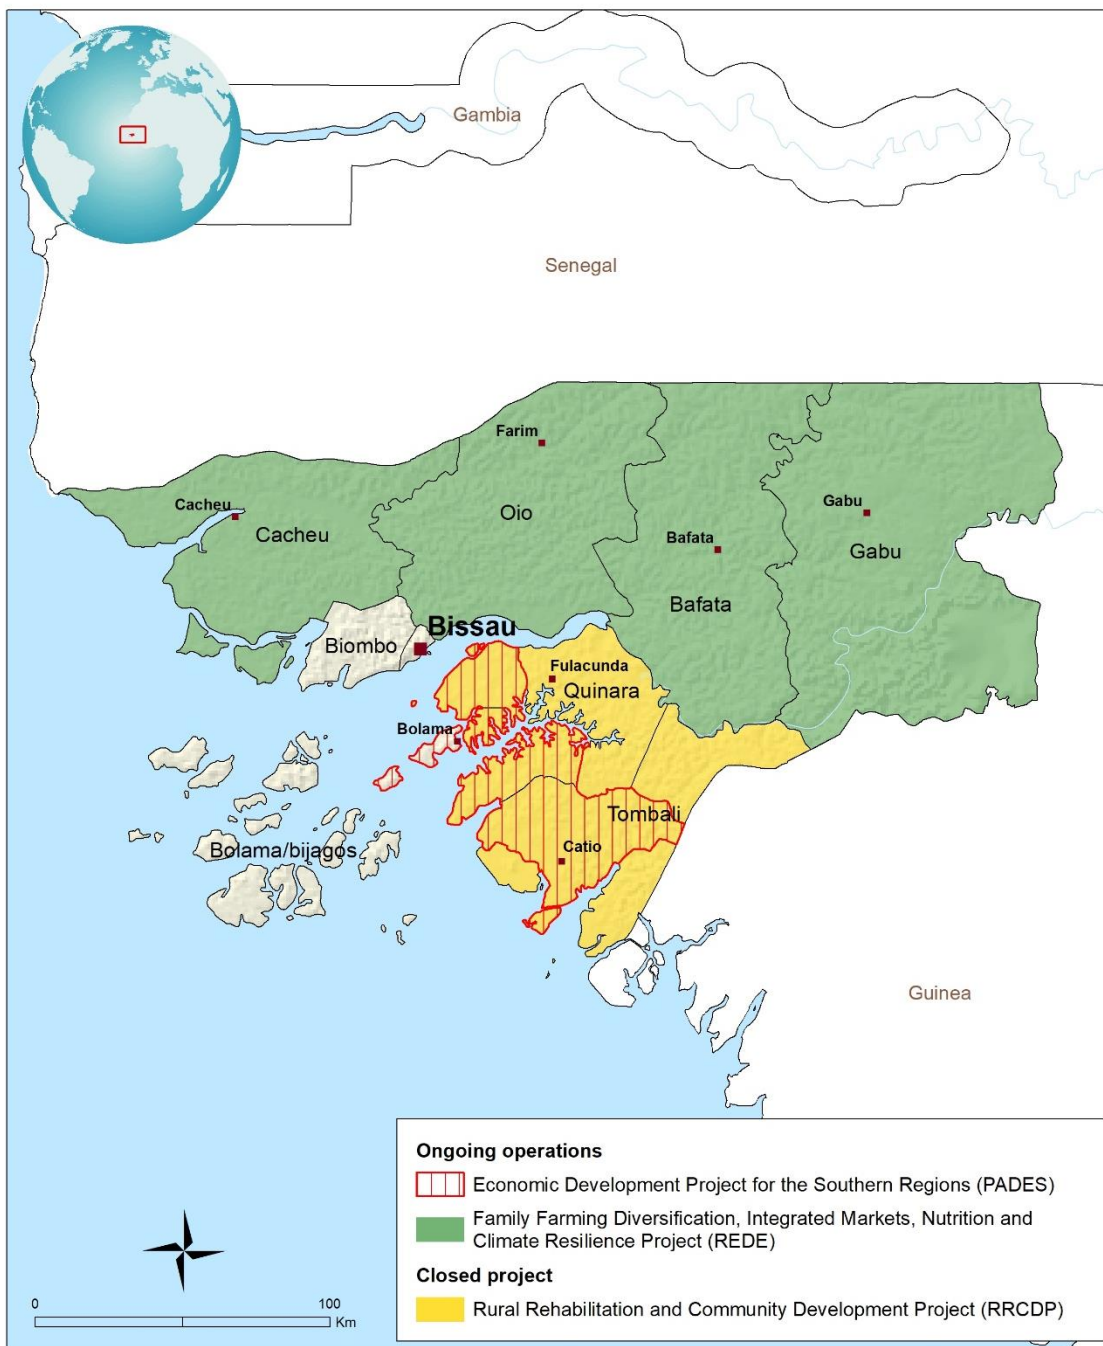 Gambia
Senegal
Farim
Cacheu
Oio
Gabu
Cacheu
Bafata
Gabu
Bafata
Bissau
Biombo
Fulacunda
Quinara
Bolama
Tombali
Catio
Bolama/bijagos
Guinea
Ongoing operations
Economic Development Project for the Southern Regions (PADES)
Family Farming Diversification, Integrated Markets, Nutrition and
Climate Resilience Project (REDE)
Closed project
Rural Rehabilitation and Community Development Project (RRCDP)
0 100
Km